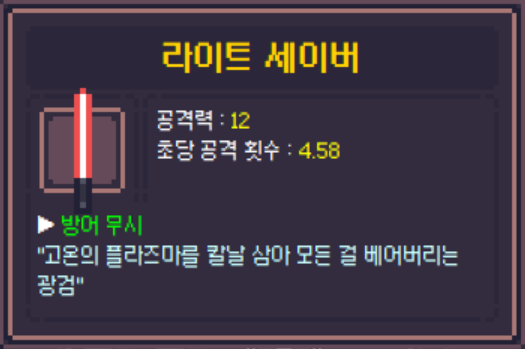 라이트 세이버
공격력 : 12
초당 공격 횟수 : 4.58
▶ 방어 무시
"고온의 플라즈마를 칼날 삼아 모든 걸 베어버리는
광검"